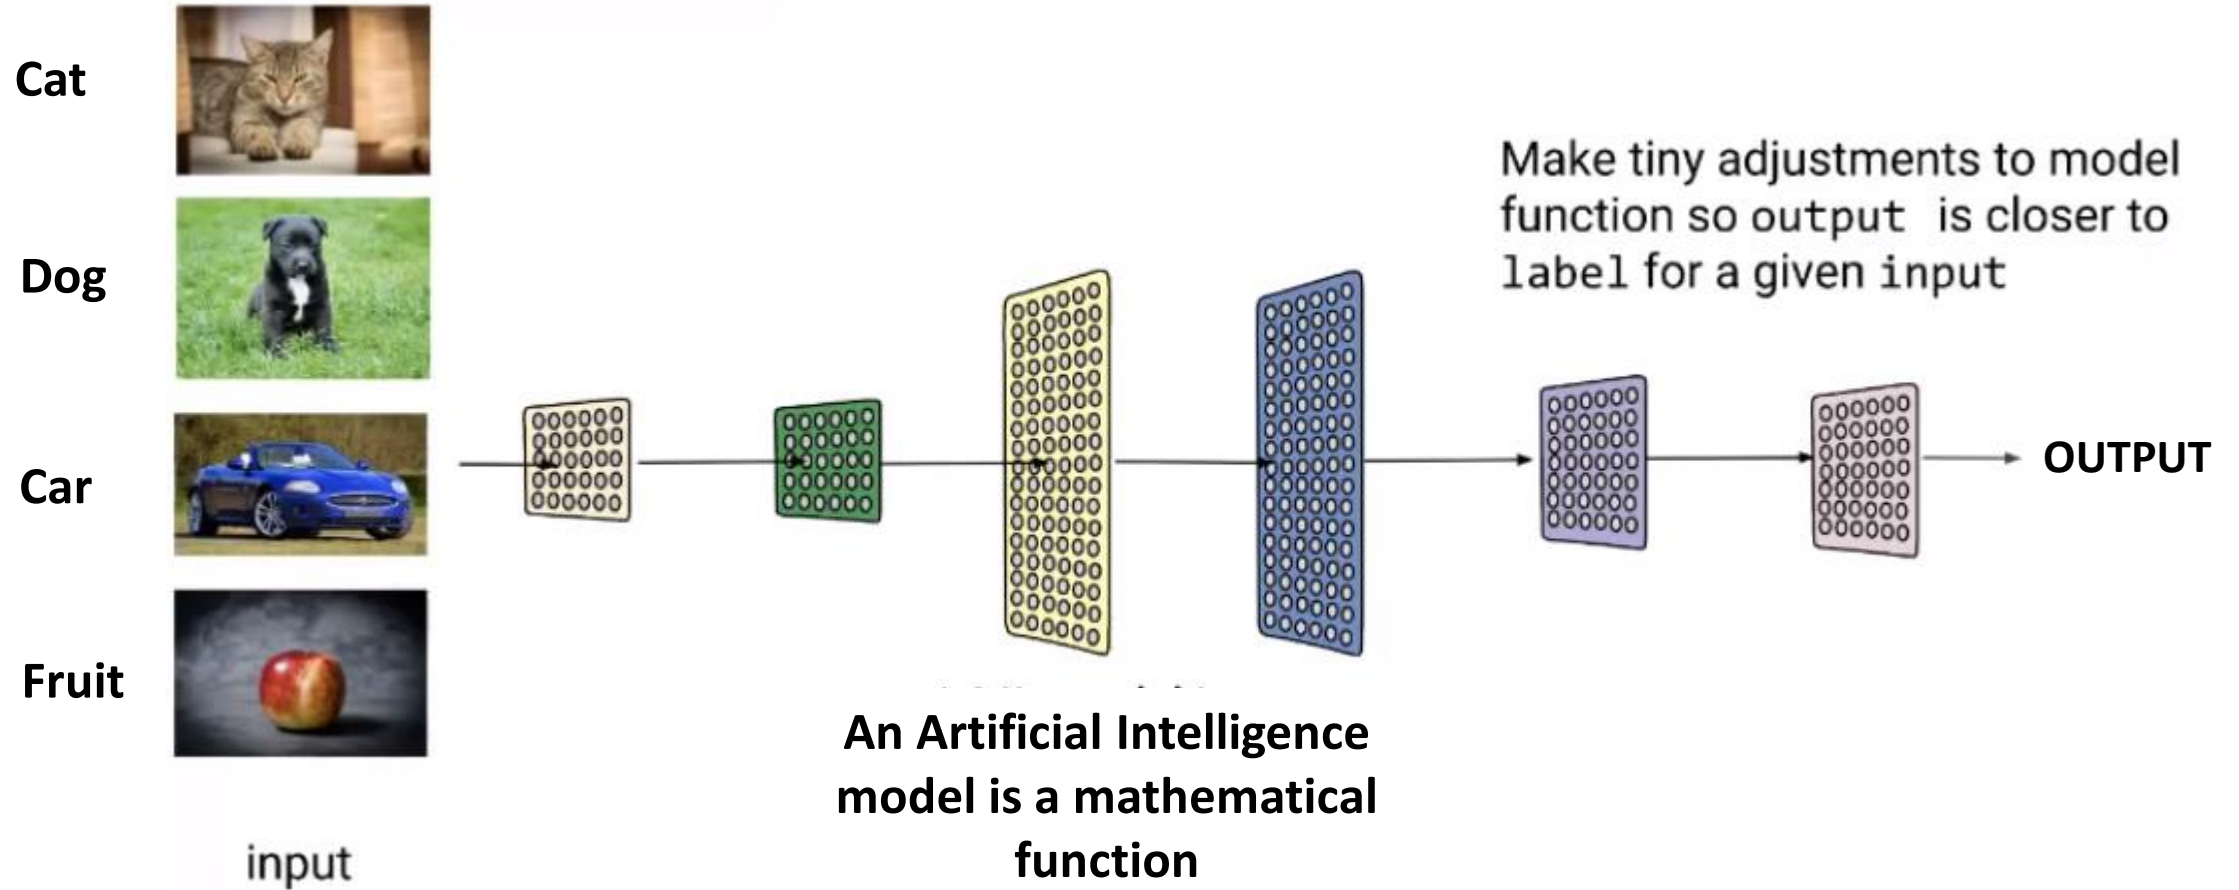 Cat
Dog
Car
Fruit
input
An Artificial Intelligence
model is a mathematical
function
Make tiny adjustments to model
function so output is closer to
label for a given input
OUTPUT